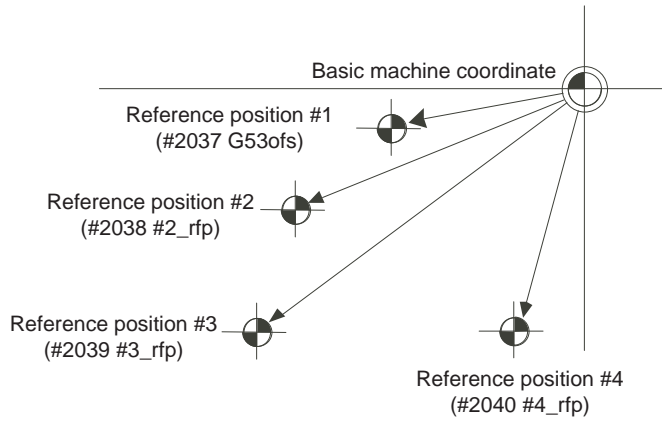 Basic machine coordinate
Reference position #1
(#2037 G53ofs)
Reference position #2
(#2038 #2_rfp)
Reference position #3
(#2039 #3_rfp)
Reference position #4
(#2040 #4_rfp)